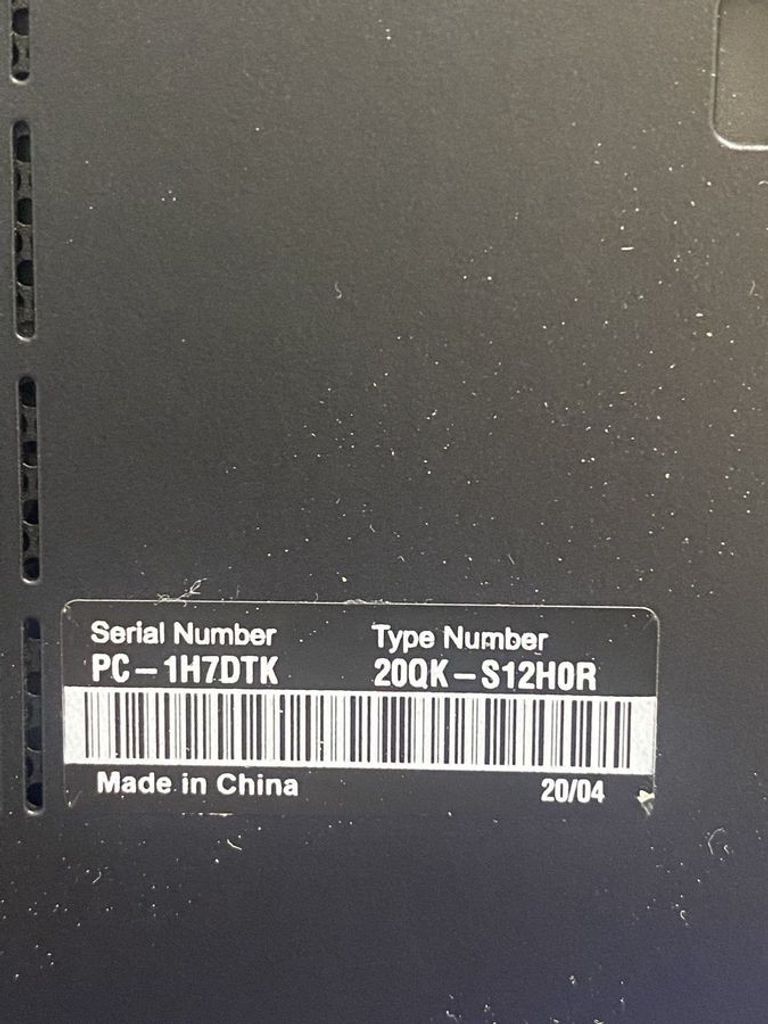 Serial Number Type Number
PC-1H7DTK 20QK-S12H0R
Made in China 20/04